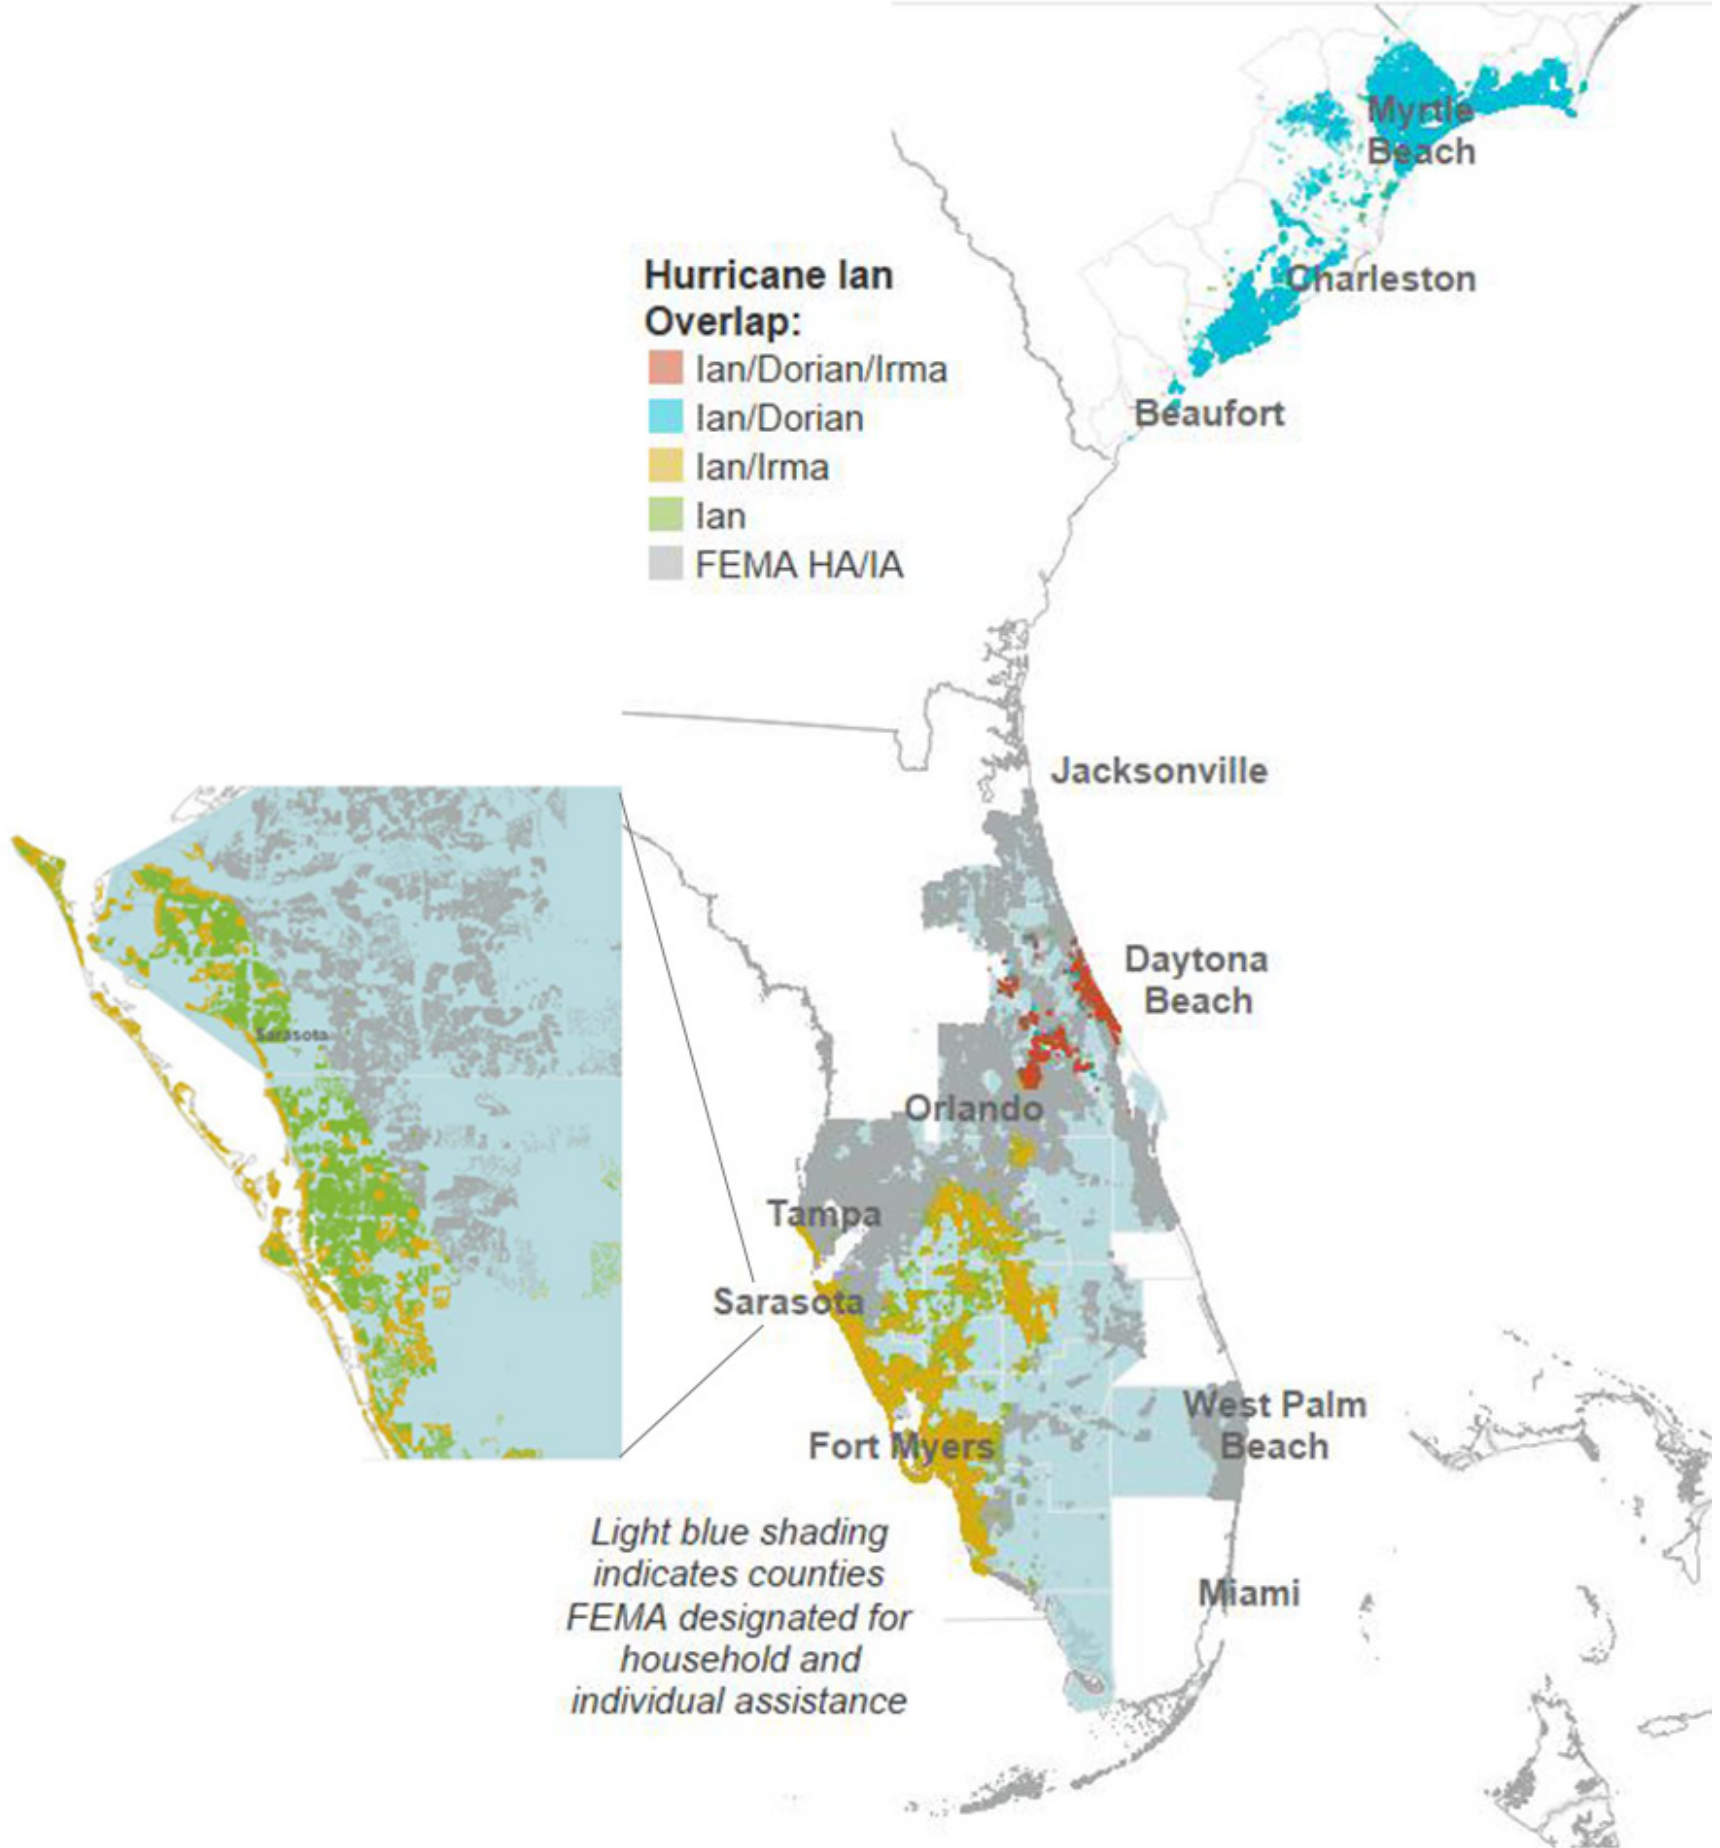 Myrtle
Beach
Charleston
Beaufort
Hurricane Ian
Overlap:
Ian/Dorian/Irma
Ian/Dorian
Ian/Irma
Ian
FEMA HA/IA
Jacksonville
Daytona
Beach
Orlando
Tampa
Sarasota
Sarasota
Fort Myers
West Palm
Beach
Miami
Light blue shading
indicates counties
FEMA designated for
household and
individual assistance